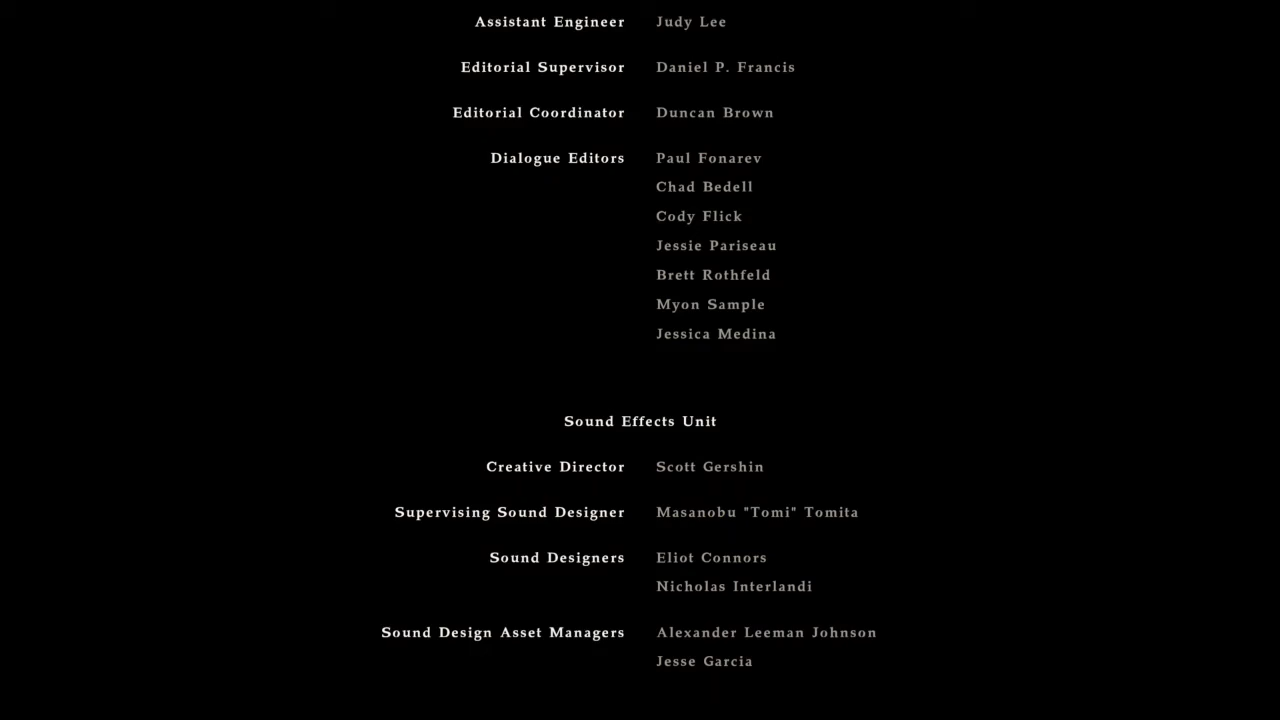 Assistant Engineer Judy Lee
Editorial Supervisor Daniel P. Francis
Editorial Coordinator Duncan Brown
Dialogue Editors Paul Fonarev
Chad Bedell
Cody Flick
Jessie Pariseau
Brett Rothfeld
Myon Sample
Jessica Medina
Sound Effects Unit
Creative Director Scott Gershin
Supervising Sound Designer Masanobu "Tomi" Tomita
Sound Designers Eliot Connors
Nicholas Interlandi
Sound Design Asset Managers Alexander Leeman Johnson
Jesse Garcia